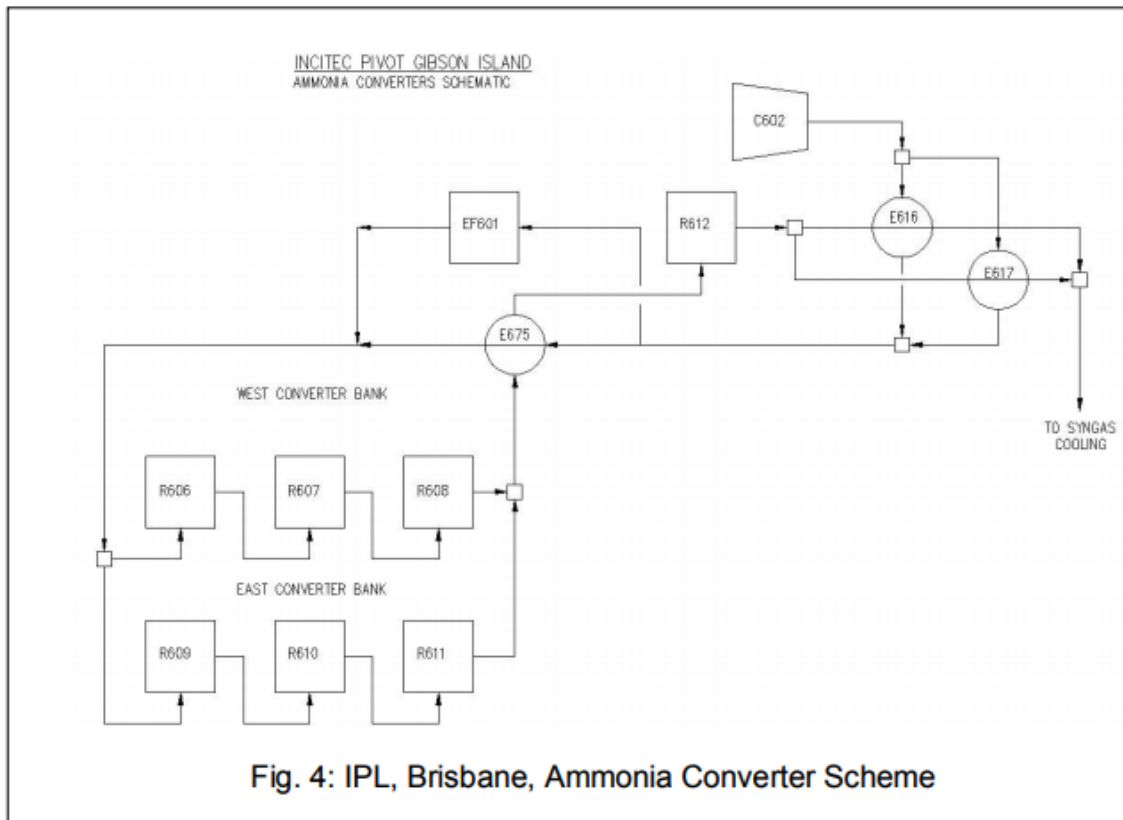 INCITEC PIVOT GIBSON ISLAND
AMMONIA CONVERTERS SCHEMATIC
C602
E616
EF601
R612
E617
E675
WEST CONVERTER BANK
TO SYNGAS
COOLING
R606
R607
R608
EAST CONVERTER BANK
R609
R610
R611
Fig. 4: IPL, Brisbane, Ammonia Converter Scheme